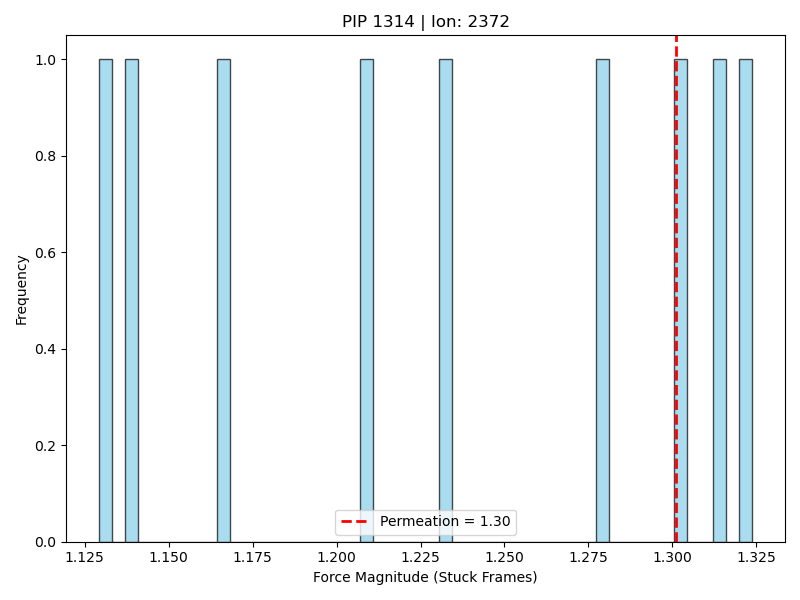 PIP 1314 | Ion: 2372
Frequency
1.0
0.8
0.6
0.4
0.2
0.0
Permeation = 1.30
1.125 1.150 1.175 1.200 1.225 1.250 1.275 1.300 1.325
Force Magnitude (Stuck Frames)